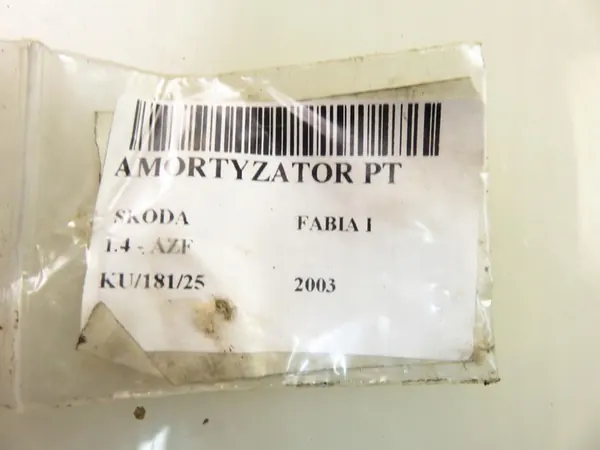 AMORTYZATOR PT
SKODA FABIA I
1.4 - AZF
KU/181/25 2003